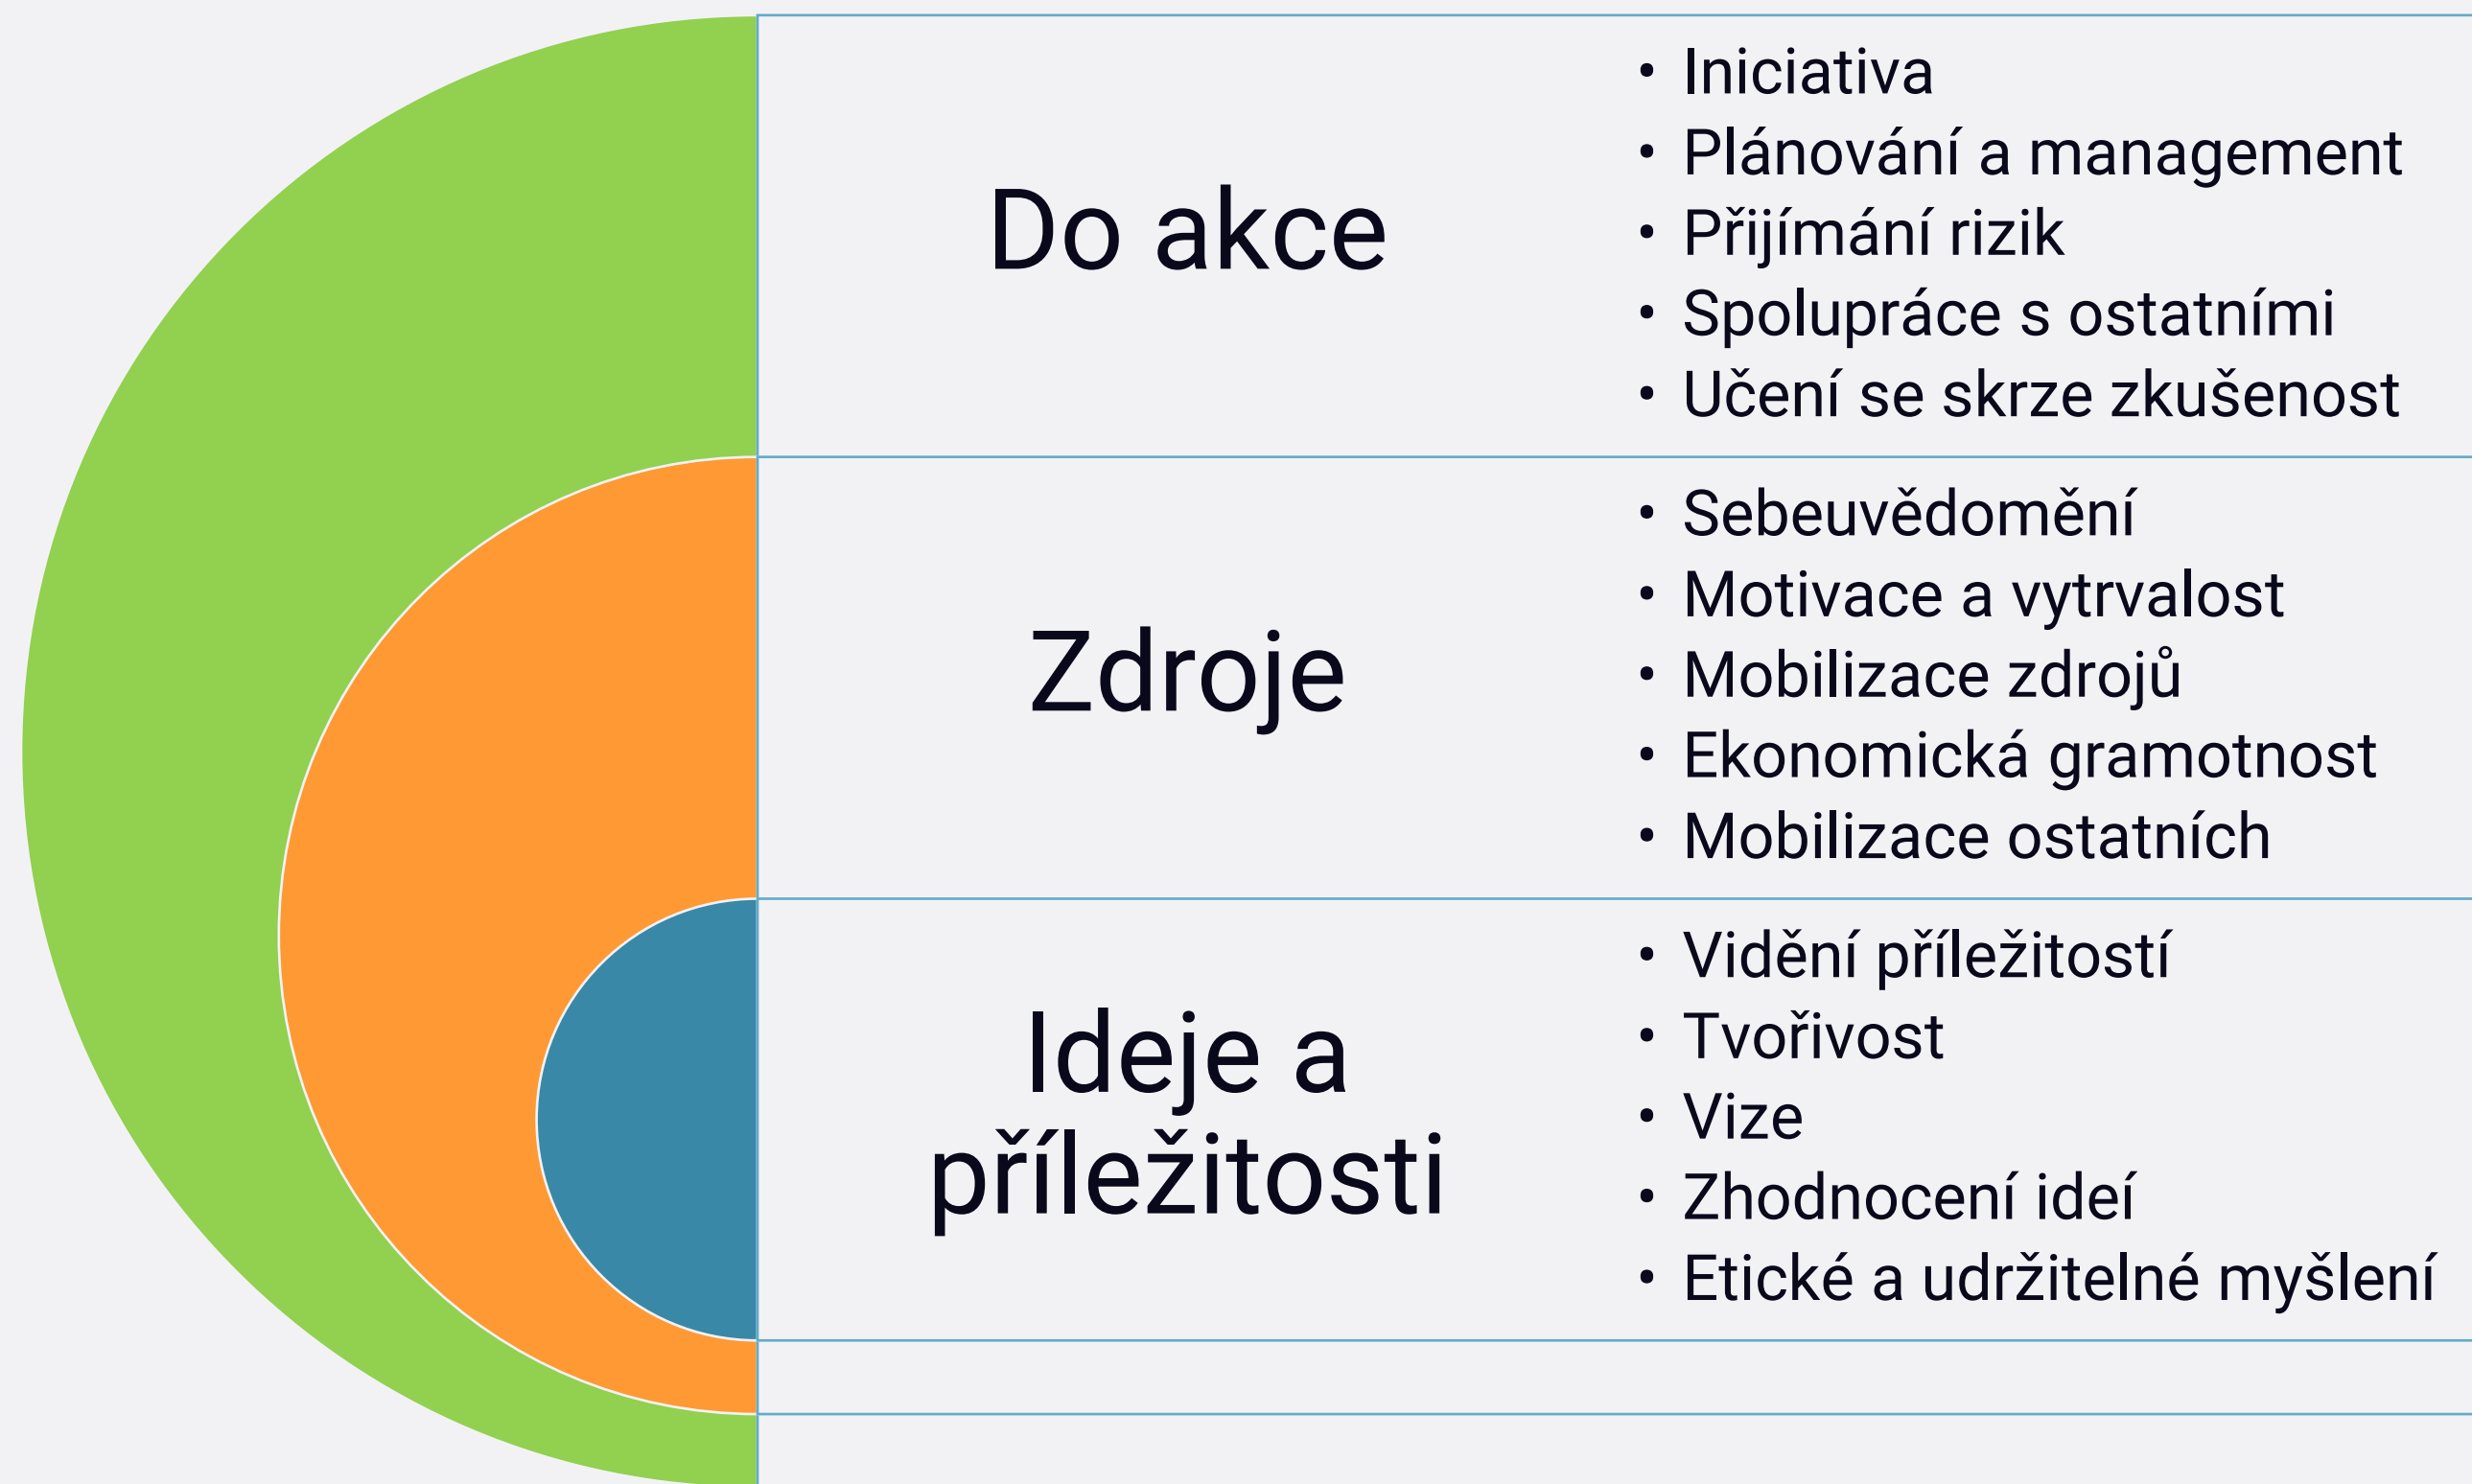 Do akce
• Iniciativa
• Plánování a management
• Přijímání rizik
• Spolupráce s ostatními
• Učení se skrze zkušenost
Zdroje
• Sebeuvědomění
• Motivace a vytrvalost
• Mobilizace zdrojů
• Ekonomická gramotnost
• Mobilizace ostatních
Ideje a
příležitosti
• Vidění příležitostí
• Tvořivost
• Vize
• Zhodnocení ideí
• Etické a udržitelné myšlení